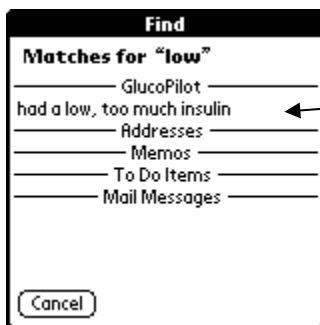 Find
Matches for “low”
GlucoPilot
had a low, too much insulin
Addresses
Memos
To Do Items
Mail Messages
Cancel